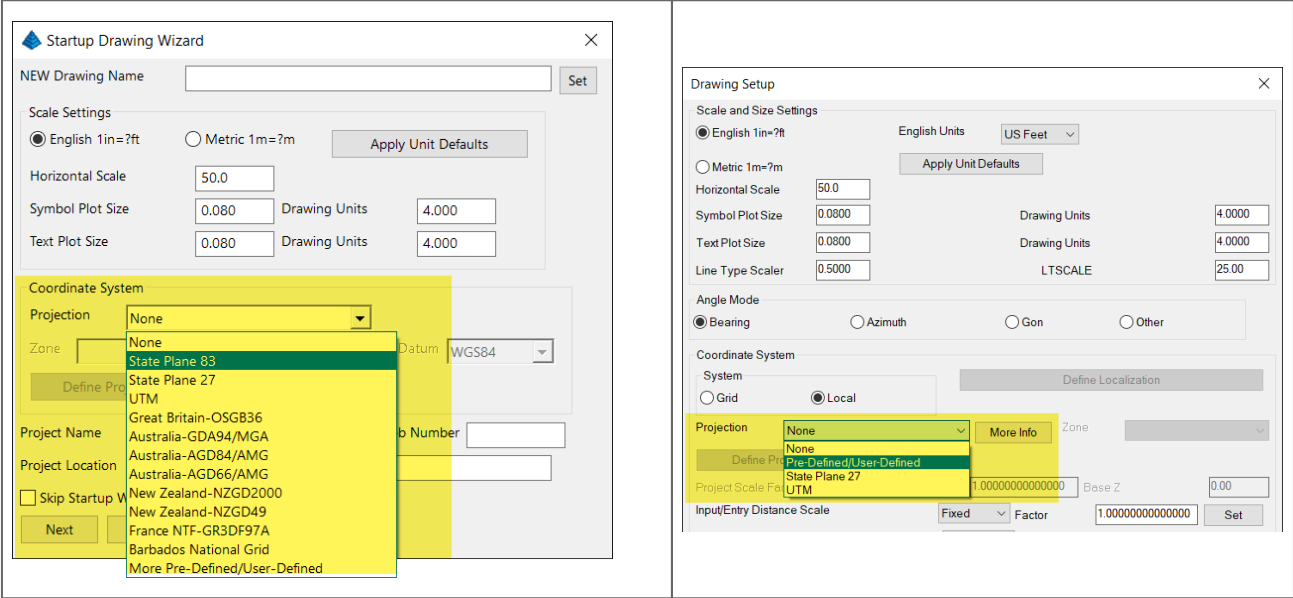 Startup Drawing Wizard
NEW Drawing Name
Set
Scale Settings
English 1in=?ft
Metric 1m=?m
Apply Unit Defaults
Horizontal Scale
50.0
Symbol Plot Size
0.080
Drawing Units
4.000
Text Plot Size
0.080
Drawing Units
4.000
Coordinate System
Projection
None
Zone
Datum
WGS84
Define Pro
None
State Plane 83
State Plane 27
UTM
Great Britain-OSGB36
Australia-GDA94/MGA
Australia-AGD84/AMG
Australia-AGD66/AMG
New Zealand-NZGD2000
New Zealand-NZGD49
France NTF-GR3DF97A
Barbados National Grid
More Pre-Defined/User-Defined
Project Name
b Number
Project Location
Skip Startup W
Next
Drawing Setup
Scale and Size Settings
English 1in=?ft
English Units
US Feet
Metric 1m=?m
Apply Unit Defaults
Horizontal Scale
50.0
Symbol Plot Size
0.0800
Drawing Units
4.0000
Text Plot Size
0.0800
Drawing Units
4.0000
Line Type Scaler
0.5000
LTSCALE
25.00
Angle Mode
Bearing
Azimuth
Gon
Other
Coordinate System
System
Grid
Local
Define Localization
Projection
None
More Info
Zone
Define Pro
None
Pre-Defined/User-Defined
State Plane 27
UTM
Project Scale Fa
1.00000000000000
Base Z
0.00
Input/Entry Distance Scale
Fixed
Factor
1.00000000000000
Set